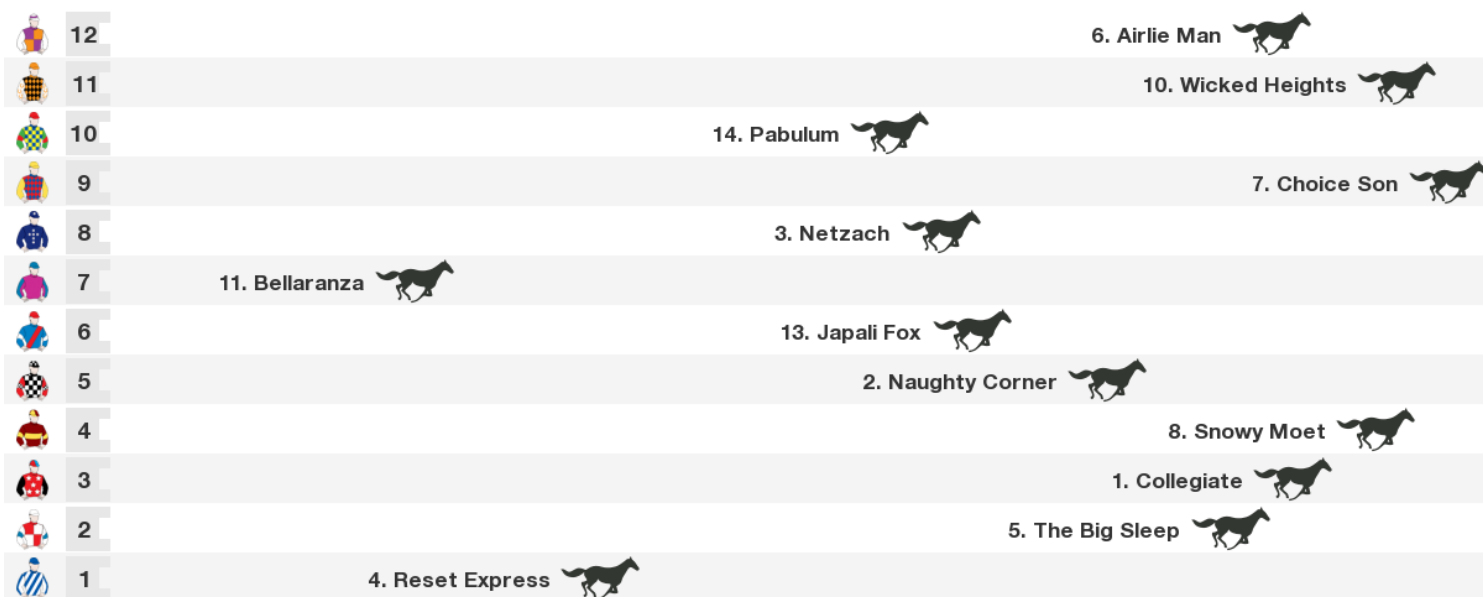 12 6. Airlie Man
11 10. Wicked Heights
10 14. Pabulum
9 7. Choice Son
8 3. Netzach
7 11. Bellaranza
6 13. Japali Fox
5 2. Naughty Corner
4 8. Snowy Moet
3 1. Collegiate
2 5. The Big Sleep
1 4. Reset Express